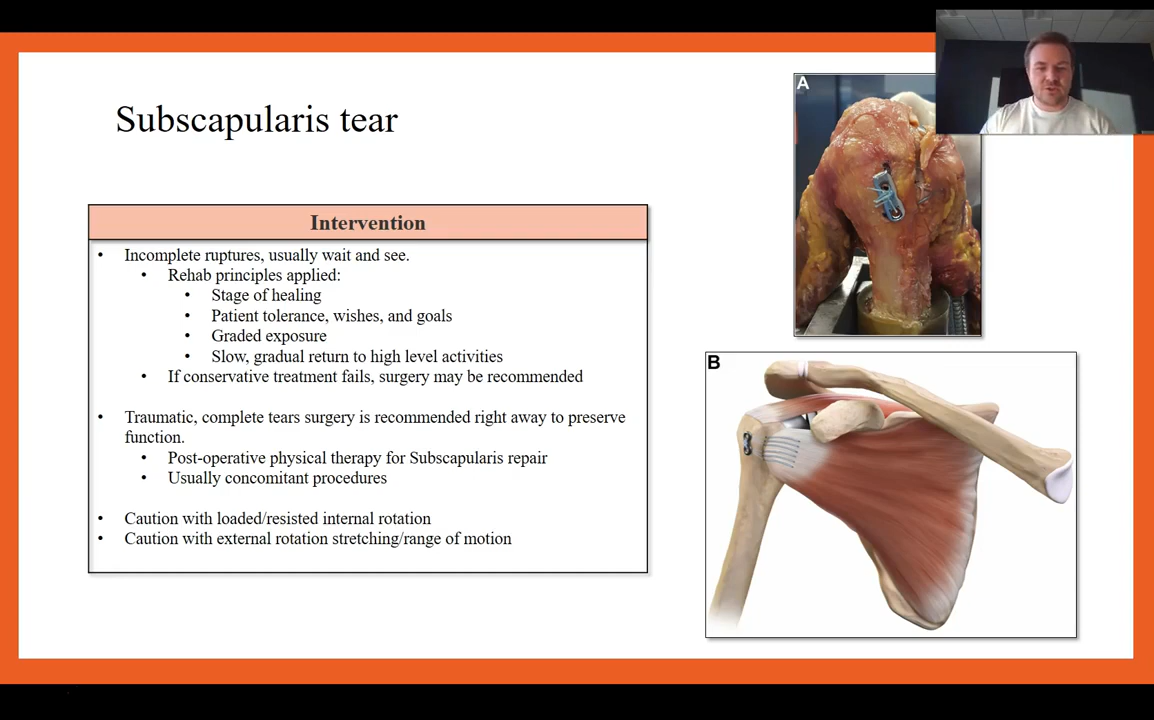 Subscapularis tear
Intervention
• Incomplete ruptures, usually wait and see.
• Rehab principles applied:
• Stage of healing
• Patient tolerance, wishes, and goals
• Graded exposure
• Slow, gradual return to high level activities
• If conservative treatment fails, surgery may be recommended
• Traumatic, complete tears surgery is recommended right away to preserve
function.
• Post-operative physical therapy for Subscapularis repair
• Usually concomitant procedures
• Caution with loaded/resisted internal rotation
• Caution with external rotation stretching/range of motion
A
B